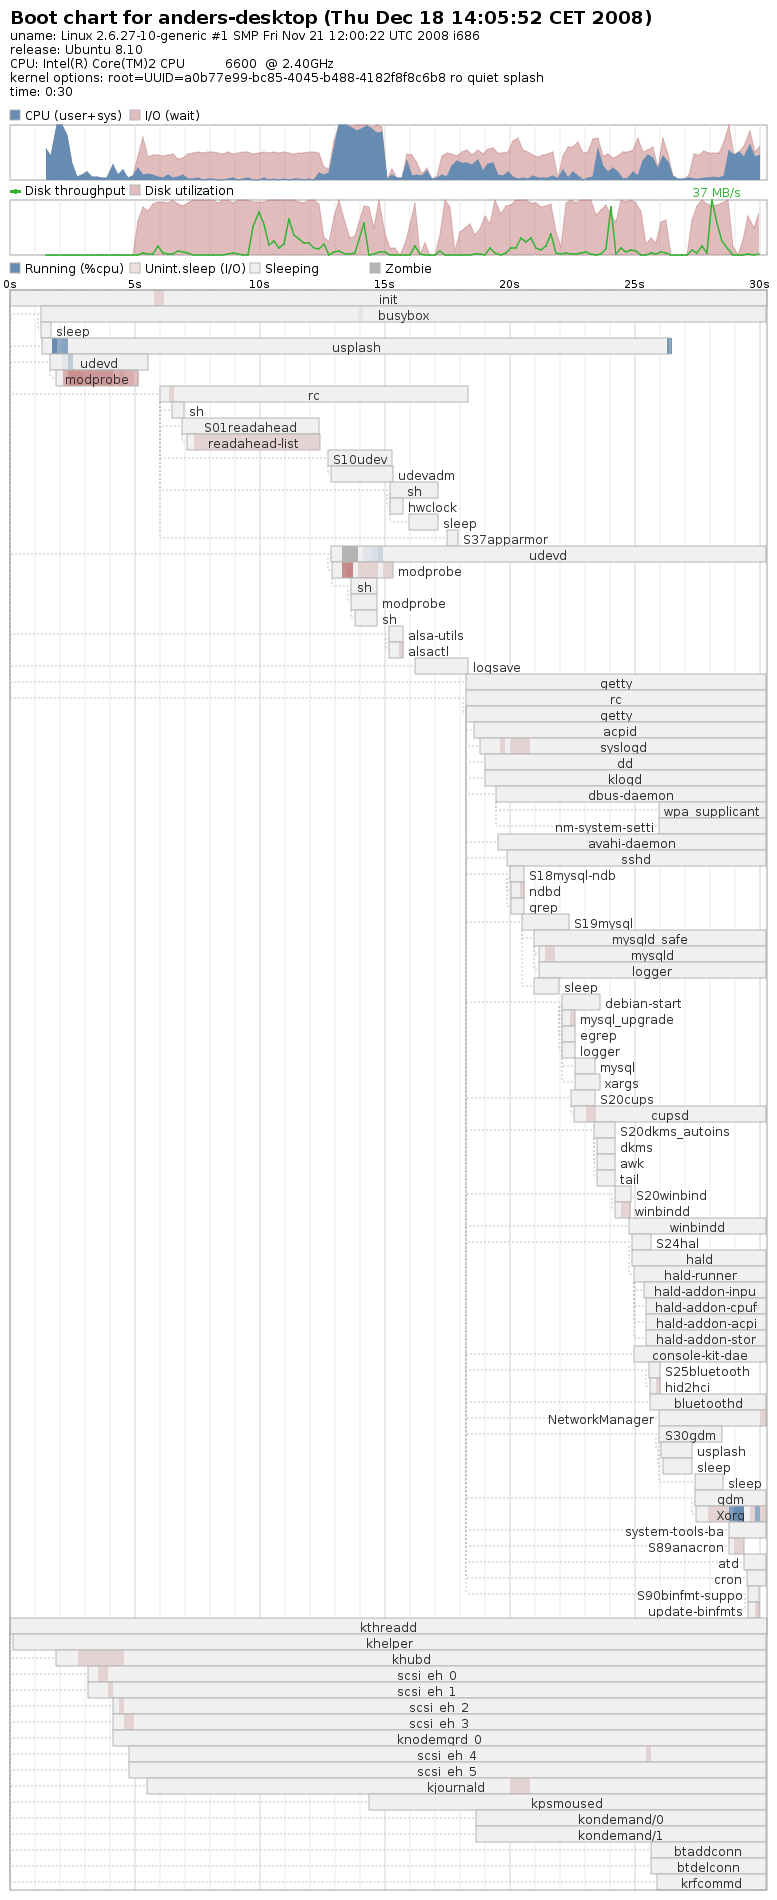 Boot chart for anders-desktop (Thu Dec 18 14:05:52 CET 2008)
uname: Linux 2.6.27-10-generic #1 SMP Fri Nov 21 12:00:22 UTC 2008 i686
release: Ubuntu 8.10
CPU: Intel(R) Core(TM)2 CPU 6600 @ 2.40GHz
kernel options: root=UUID=a0b77e99-bc85-4045-b488-4182f8f8c6b8 ro quiet splash
time: 0:30
CPU (user+sys) I/O (wait)
Disk throughput Disk utilization 37 MB/s
Running (%cpu) Unint.sleep (I/O) Sleeping Zombie
0s 5s 10s 15s 20s 25s 30s
init
busybox
sleep
usplash
udevd
modprobe
rc
sh
S01readahead
readahead-list
S10udev
udevadm
sh
hwclock
sleep
S37apparmor
udevd
modprobe
sh
modprobe
sh
alsa-utils
alsactl
logsave
getty
rc
getty
acpid
syslogd
dd
klogd
dbus-daemon
wpa_supplicant
nm-system-setti
avahi-daemon
sshd
S18mysql-ndb
ndbd
grep
S19mysql
mysqld_safe
mysqld
logger
sleep
debian-start
mysql_upgrade
egrep
logger
mysql
xargs
S20cups
cupsd
S20dkms_autoins
dkms
awk
tail
S20winbind
winbindd
winbindd
S24hal
hald
hald-runner
hald-addon-inpu
hald-addon-cpuf
hald-addon-acpi
hald-addon-stor
console-kit-dae
S25bluetooth
hid2hci
bluetoothd
NetworkManager
S30gdm
usplash
sleep
sleep
gdm
Xorg
system-tools-ba
S89anacron
atd
cron
S90binfmt-suppo
update-binfmts
kthreadd
khelper
khubd
scsi_eh_0
scsi_eh_1
scsi_eh_2
scsi_eh_3
knodemgrd_0
scsi_eh_4
scsi_eh_5
kjournald
kpsmoused
kondemand/0
kondemand/1
btaddconn
btdelconn
krfcommd